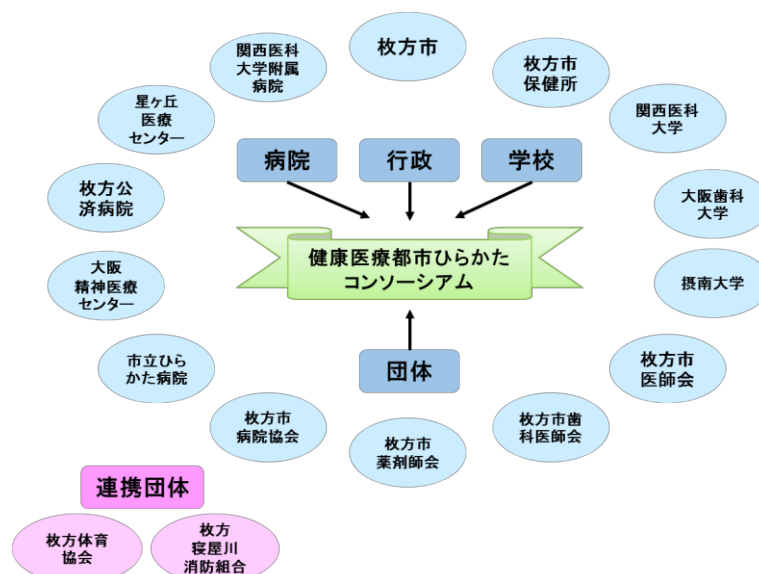 枚方市
関西医科
大学附属
病院
枚方市
保健所
星ヶ丘
医療
センター
関西医科
大学
病院
行政
学校
枚方公
済病院
大阪歯科
大学
健康医療都市ひらかた
コンソーシアム
大阪
精神医療
センター
摂南大学
市立ひら
かた病院
団体
枚方市
医師会
枚方市
病院協会
枚方市
薬剤師会
枚方市歯
科医師会
連携団体
枚方体育
協会
枚方
寝屋川
消防組合